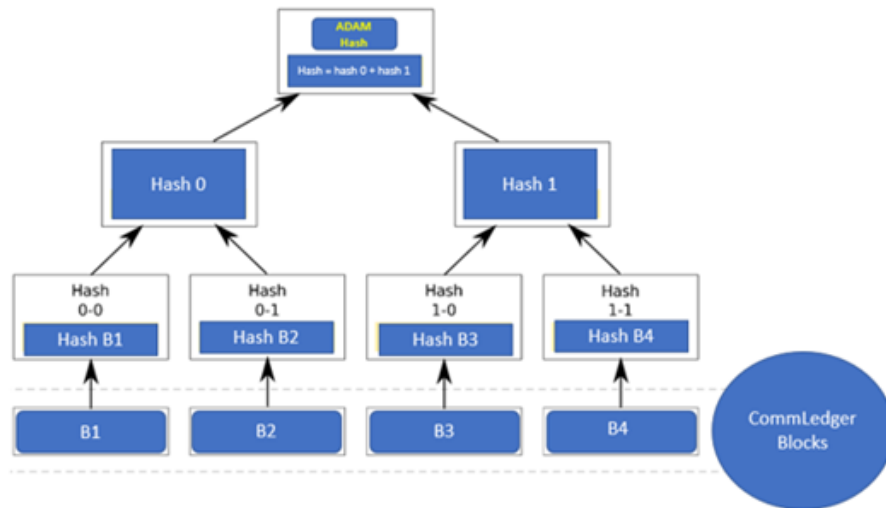 ADAM
Hash
Hash = hash 0 + hash 1
Hash 0
Hash 1
Hash
0-0
Hash B1
Hash
0-1
Hash B2
Hash
1-0
Hash B3
Hash
1-1
Hash B4
B1
B2
B3
B4
CommLedger
Blocks